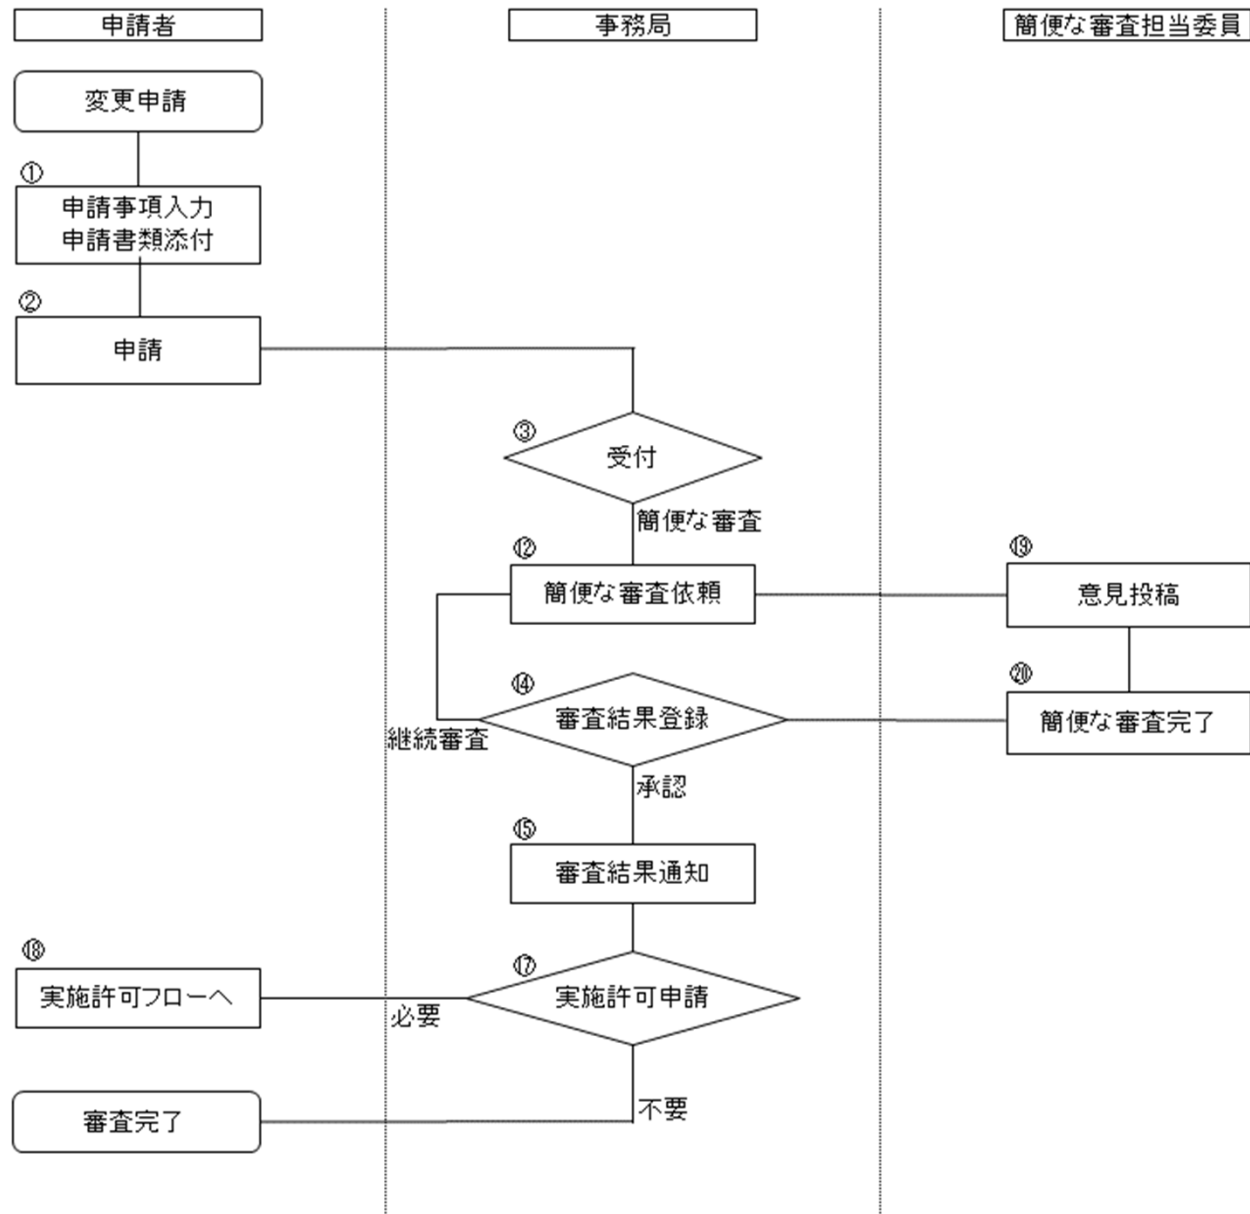 申請者
事務局
簡便な審査担当委員
変更申請
①
申請事項入力
申請書類添付
②
申請
③
受付
簡便な審査
⑫
簡便な審査依頼
⑲
意見投稿
⑭
審査結果登録
継続審査
⑳
簡便な審査完了
承認
⑮
審査結果通知
⑰
実施許可申請
⑱
実施許可フローへ
必要
不要
審査完了